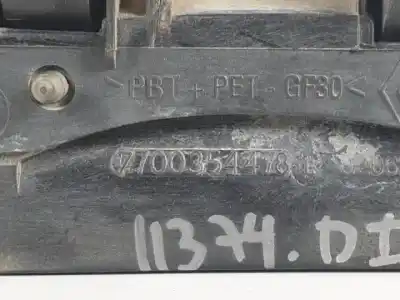 >PBT + PET - GF30<
7700354478
11374.DI